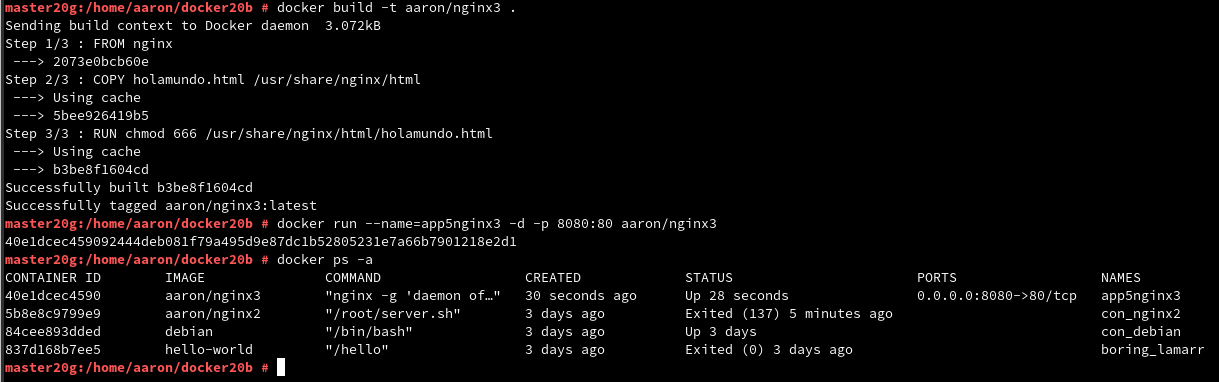 master20g:/home/aaron/docker20b # docker build -t aaron/nginx3 .
Sending build context to Docker daemon  3.072kB
Step 1/3 : FROM nginx
 ---> 2073e0bcb60e
Step 2/3 : COPY holamundo.html /usr/share/nginx/html
 ---> Using cache
 ---> 5bee926419b5
Step 3/3 : RUN chmod 666 /usr/share/nginx/html/holamundo.html
 ---> Using cache
 ---> b3be8f1604cd
Successfully built b3be8f1604cd
Successfully tagged aaron/nginx3:latest
master20g:/home/aaron/docker20b # docker run --name=app5nginx3 -d -p 8080:80 aaron/nginx3
40e1dcec459092444deb081f79a495d9e87dc1b52805231e7a66b7901218e2d1
master20g:/home/aaron/docker20b # docker ps -a
CONTAINER ID        IMAGE               COMMAND                  CREATED             STATUS                       PORTS                  NAMES
40e1dcec4590        aaron/nginx3        "nginx -g 'daemon of…"   30 seconds ago      Up 28 seconds                0.0.0.0:8080->80/tcp   app5nginx3
5b8e8c9799e9        aaron/nginx2        "/root/server.sh"        3 days ago          Exited (137) 5 minutes ago                          con_nginx2
84cee893dded        debian              "/bin/bash"              3 days ago          Up 3 days                                           con_debian
837d168b7ee5        hello-world         "/hello"                 3 days ago          Exited (0) 3 days ago                               boring_lamarr
master20g:/home/aaron/docker20b #